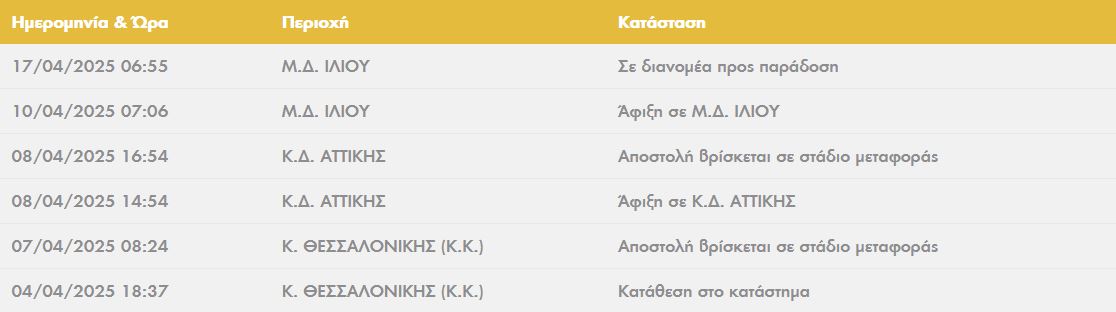 Ημερομηνία & Ώρα Περιοχή Κατάσταση
17/04/2025 06:55 Μ.Δ. ΙΛΙΟΥ Σε διανομέα προς παράδοση
10/04/2025 07:06 Μ.Δ. ΙΛΙΟΥ Άφιξη σε Μ.Δ. ΙΛΙΟΥ
08/04/2025 16:54 Κ.Δ. ΑΤΤΙΚΗΣ Αποστολή βρίσκεται σε στάδιο μεταφοράς
08/04/2025 14:54 Κ.Δ. ΑΤΤΙΚΗΣ Άφιξη σε Κ.Δ. ΑΤΤΙΚΗΣ
07/04/2025 08:24 Κ. ΘΕΣΣΑΛΟΝΙΚΗΣ (Κ.Κ.) Αποστολή βρίσκεται σε στάδιο μεταφοράς
04/04/2025 18:37 Κ. ΘΕΣΣΑΛΟΝΙΚΗΣ (Κ.Κ.) Κατάθεση στο κατάστημα